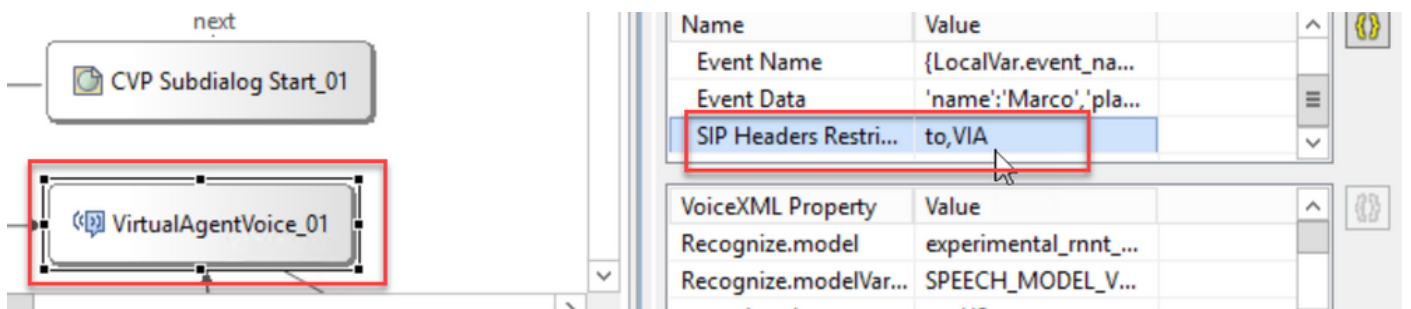 next
CVP Subdialog Start_01
VirtualAgentVoice_01
Name Value
Event Name {LocalVar.event_na...
Event Data 'name':'Marco','pla...
SIP Headers Restri... to,VIA
VoiceXML Property Value
Recognize.model experimental_rnnt_...
Recognize.modelVar... SPEECH_MODEL_V...